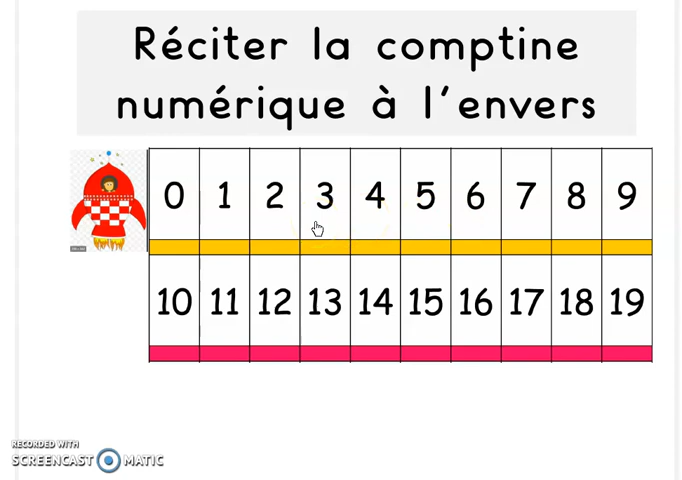 Réciter la comptine
numérique à l'envers
0 1 2 3 4 5 6 7 8 9
10 11 12 13 14 15 16 17 18 19
RECORDED WITH
SCREENCAST MATIC